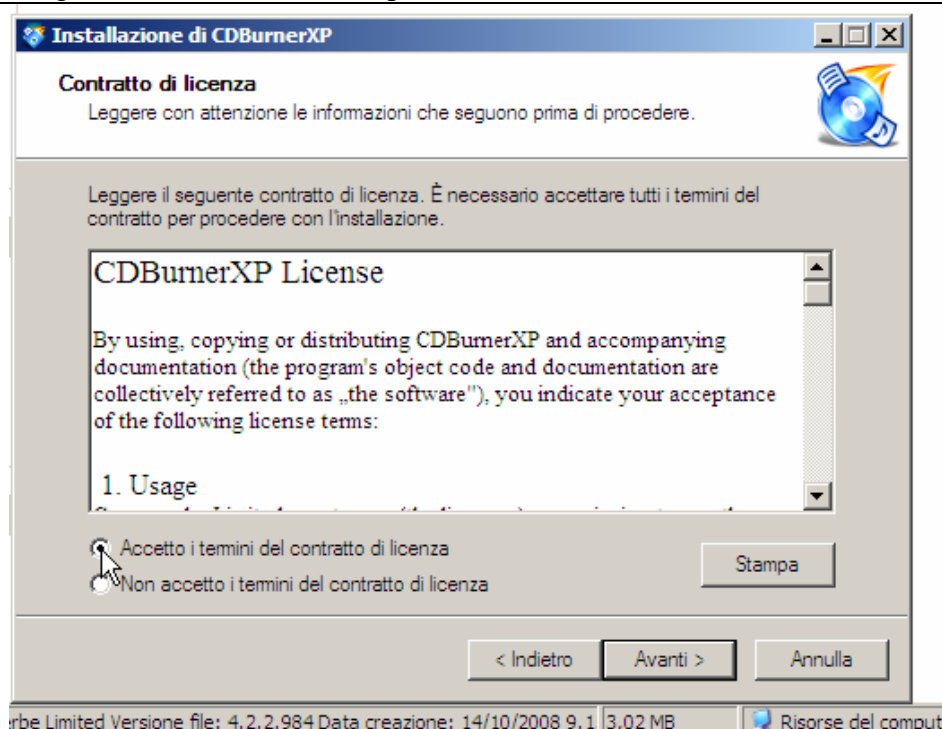 Installazione di CDBurnerXP
Contratto di licenza
Leggere con attenzione le informazioni che seguono prima di procedere.
Leggere il seguente contratto di licenza. È necessario accettare tutti i termini del
contratto per procedere con l'installazione.
CDBurnerXP License
By using, copying or distributing CDBurnerXP and accompanying
documentation (the program's object code and documentation are
collectively referred to as „the software"), you indicate your acceptance
of the following license terms:
1. Usage
Accetto i termini del contratto di licenza
Non accetto i termini del contratto di licenza
Stampa
< Indietro
Avanti >
Annulla
Limited Versione file: 4.2.2.984 Data creazione: 14/10/2008 9.1 3,02 MB Risorse del comput